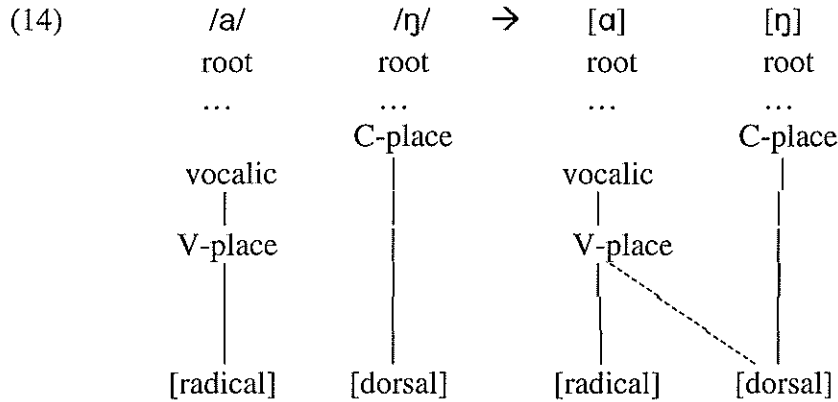 (14) /a/ /ŋ/ → [ɑ] [ŋ]
root root root root
… … … …
C-place C-place
vocalic vocalic
V-place V-place
[radical] [dorsal] [radical] [dorsal]